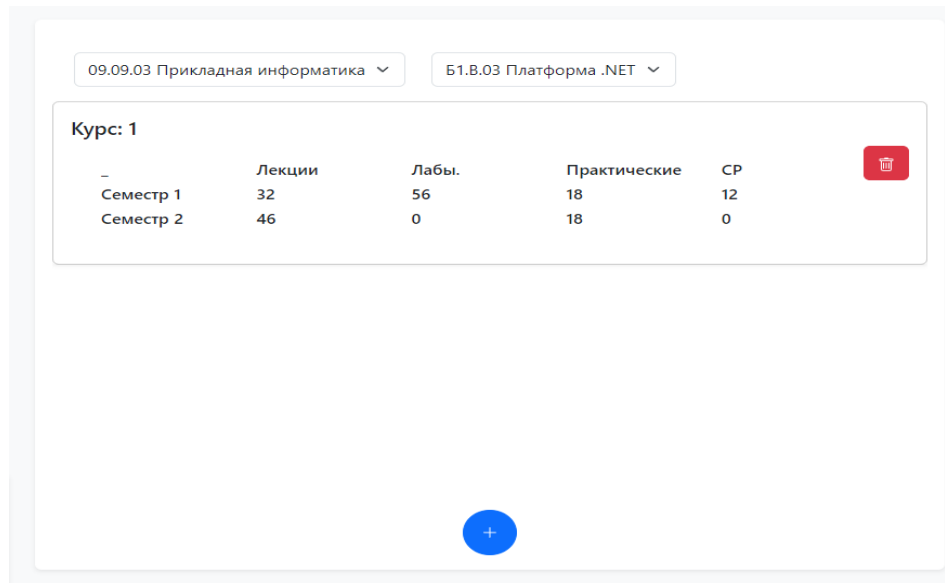 09.09.03 Прикладная информатика Б1.В.03 Платформа .NET
Курс: 1
_ Лекции Лабы. Практические СР
Семестр 1 32 56 18 12
Семестр 2 46 0 18 0
+